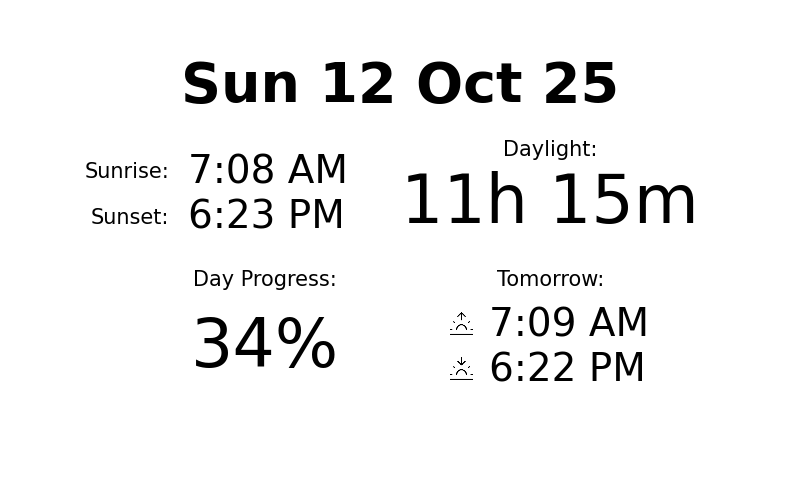 Sun 12 Oct 25
Sunrise: 7:08 AM
Sunset: 6:23 PM
Daylight:
11h 15m
Day Progress:
34%
Tomorrow:
7:09 AM
6:22 PM